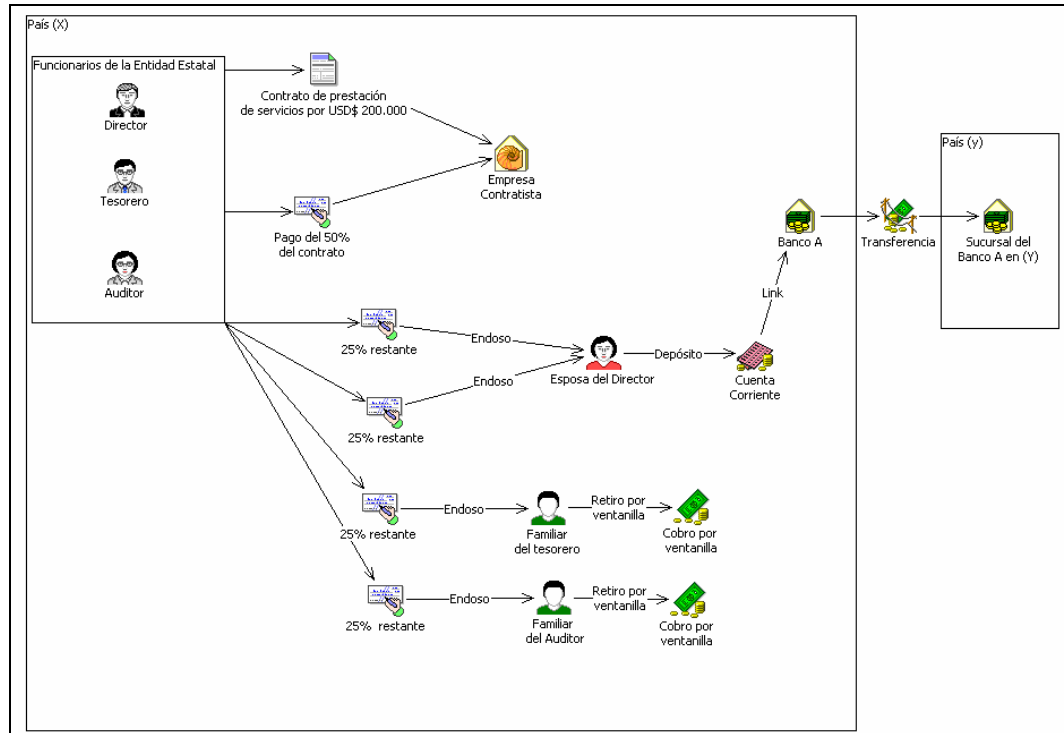 País (X)
Funcionarios de la Entidad Estatal
Director
Tesorero
Auditor
Contrato de prestación
de servicios por USD$ 200.000
Empresa
Contratista
Pago del 50%
del contrato
25% restante
Endoso
25% restante
Endoso
Esposa del Director
Depósito
Cuenta
Corriente
Link
Banco A
Transferencia
País (y)
Sucursal del
Banco A en (Y)
25% restante
Endoso
Familiar
del tesorero
Retiro por
ventanilla
Cobro por
ventanilla
25% restante
Endoso
Familiar
del Auditor
Retiro por
ventanilla
Cobro por
ventanilla